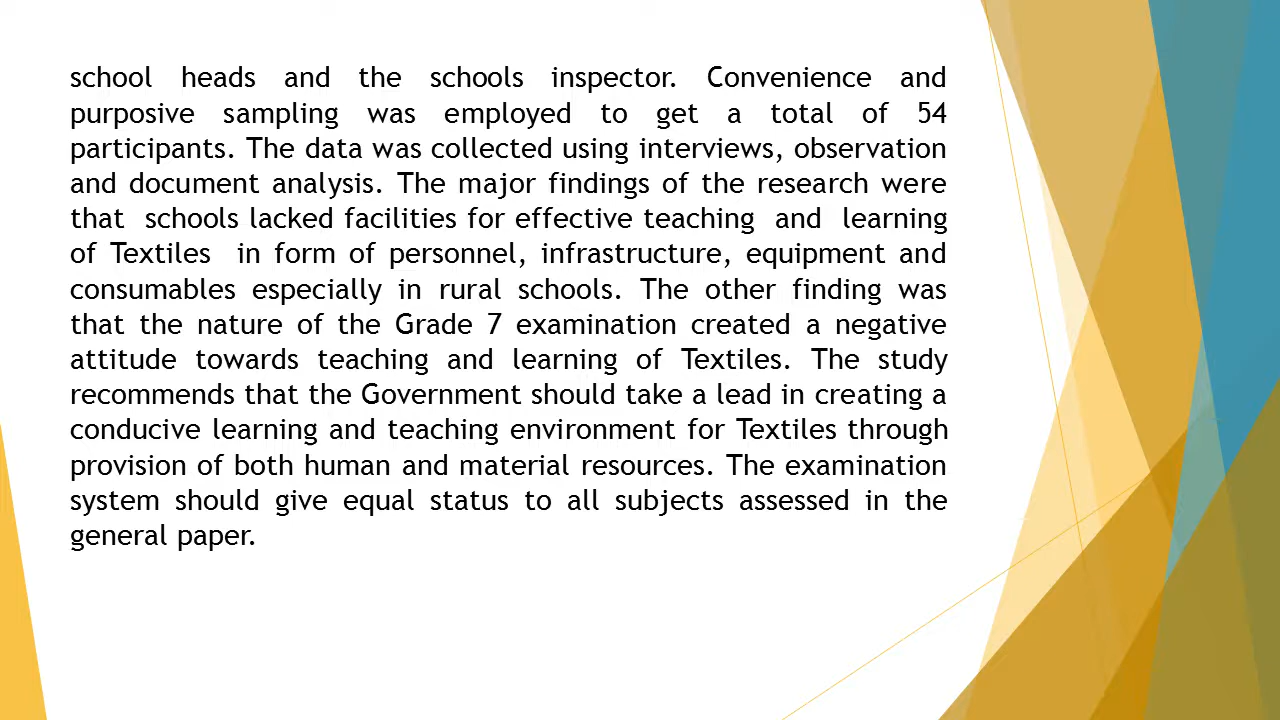 school heads and the schools inspector. Convenience and
purposive sampling was employed to get a total of 54
participants. The data was collected using interviews, observation
and document analysis. The major findings of the research were
that schools lacked facilities for effective teaching and learning
of Textiles in form of personnel, infrastructure, equipment and
consumables especially in rural schools. The other finding was
that the nature of the Grade 7 examination created a negative
attitude towards teaching and learning of Textiles. The study
recommends that the Government should take a lead in creating a
conducive learning and teaching environment for Textiles through
provision of both human and material resources. The examination
system should give equal status to all subjects assessed in the
general paper.